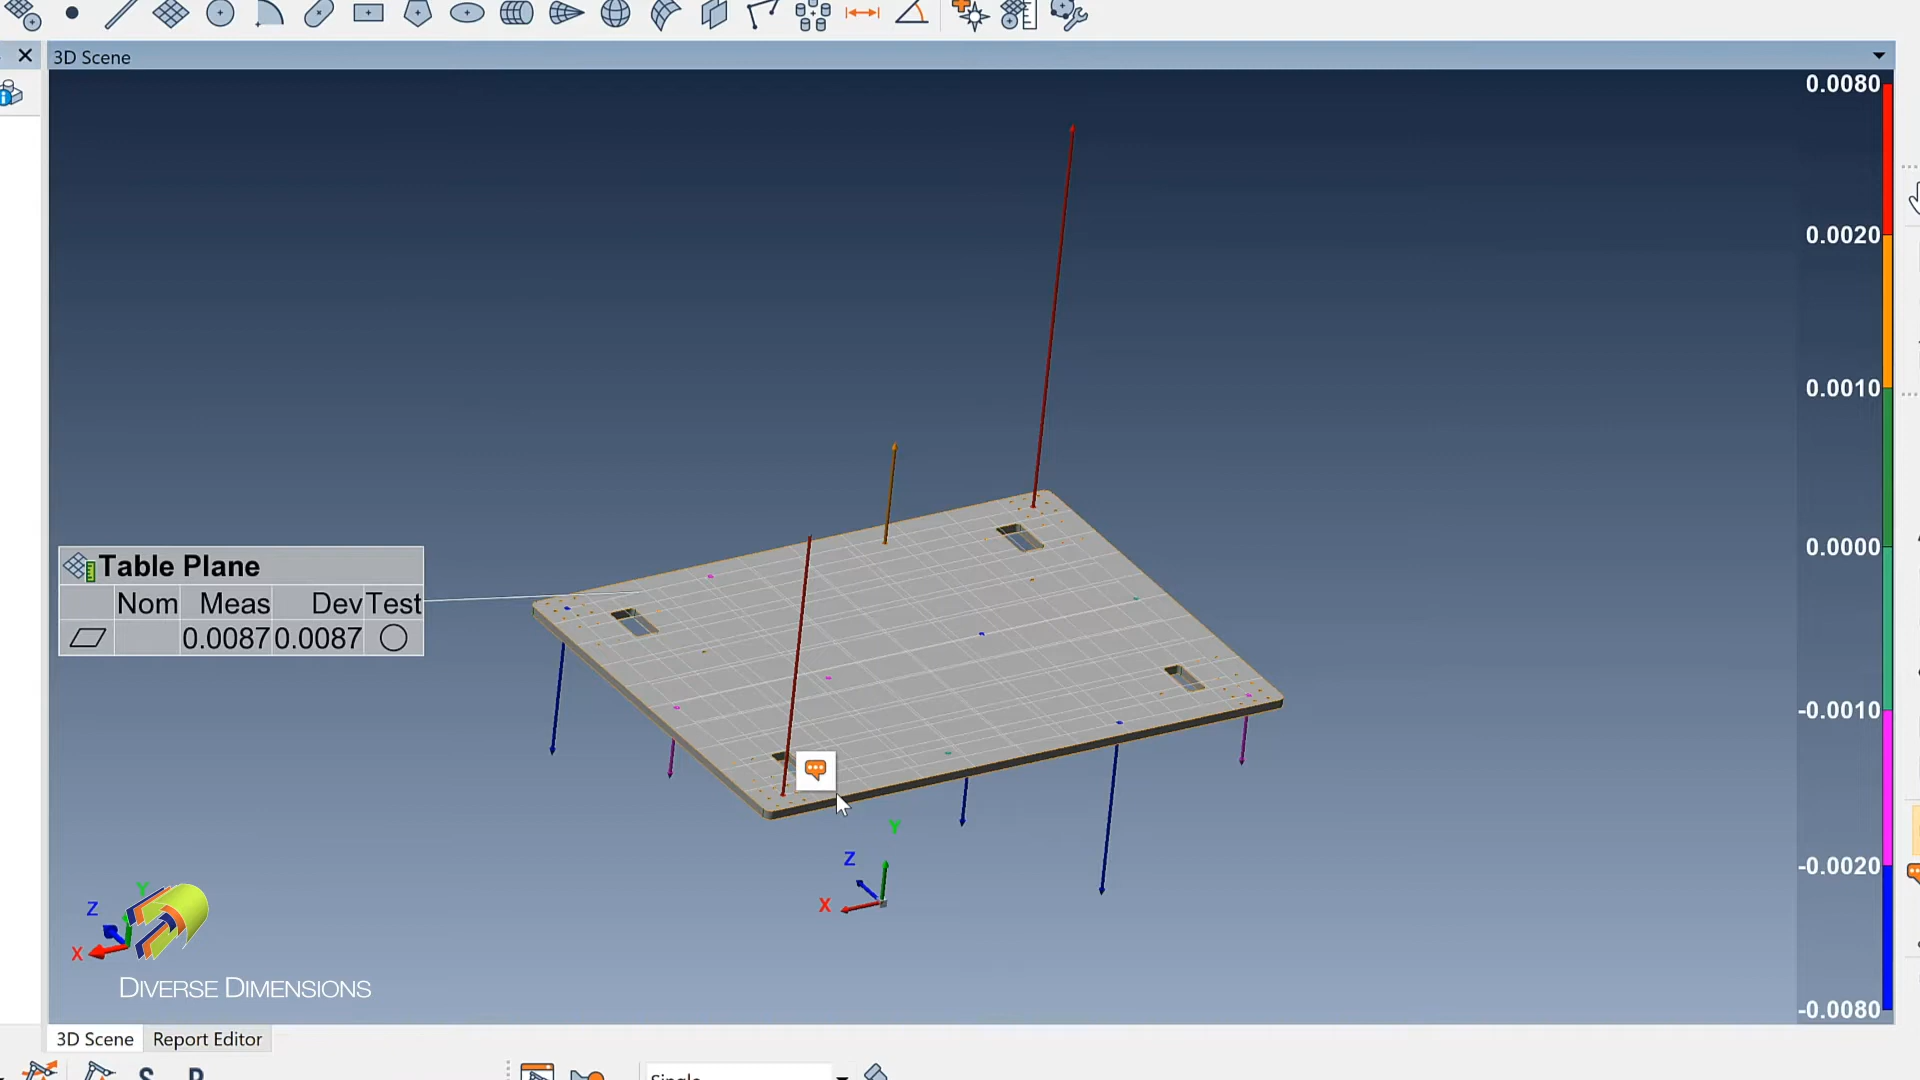 3D Scene
0.0080
0.0020
0.0010
0.0000
-0.0010
-0.0020
-0.0080
Table Plane
Nom Meas Dev Test
0.0087 0.0087
Y
Z
X
Y
Z
X
DIVERSE DIMENSIONS
3D Scene Report Editor
S
Single